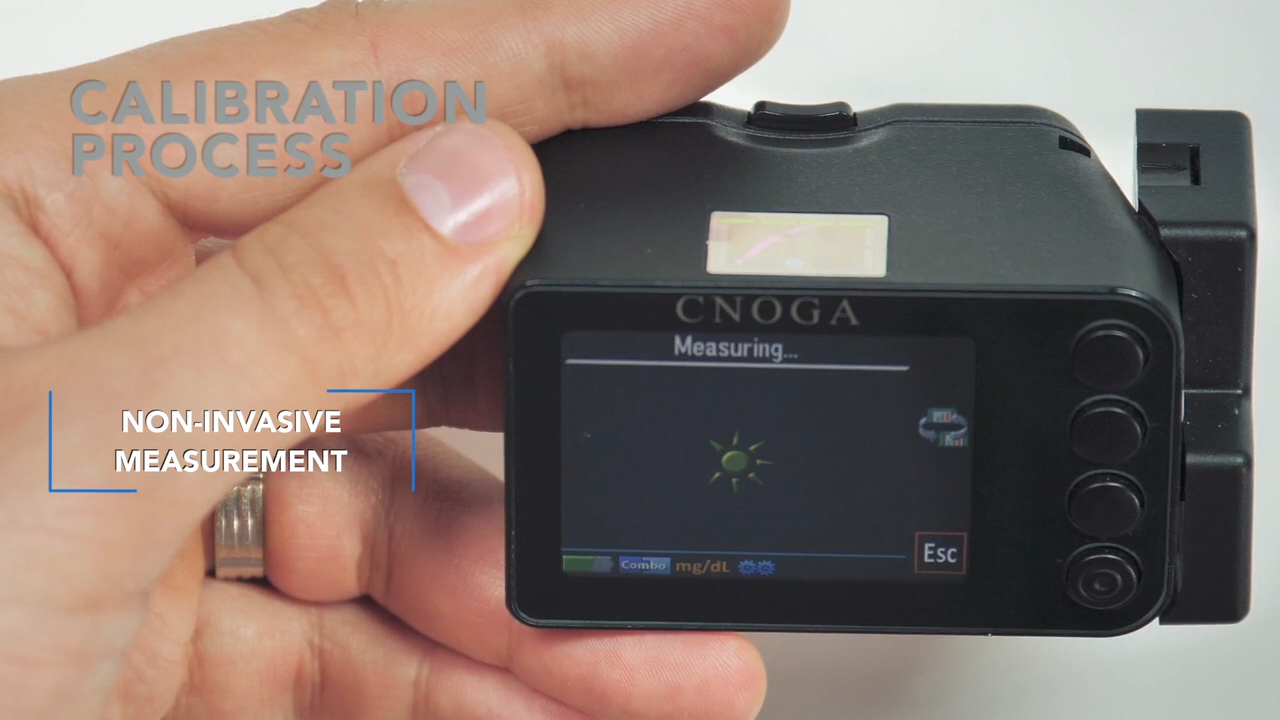 CALIBRATION
PROCESS
CNOGA
Measuring...
NON-INVASIVE
MEASUREMENT
Esc
Combo mg/dL